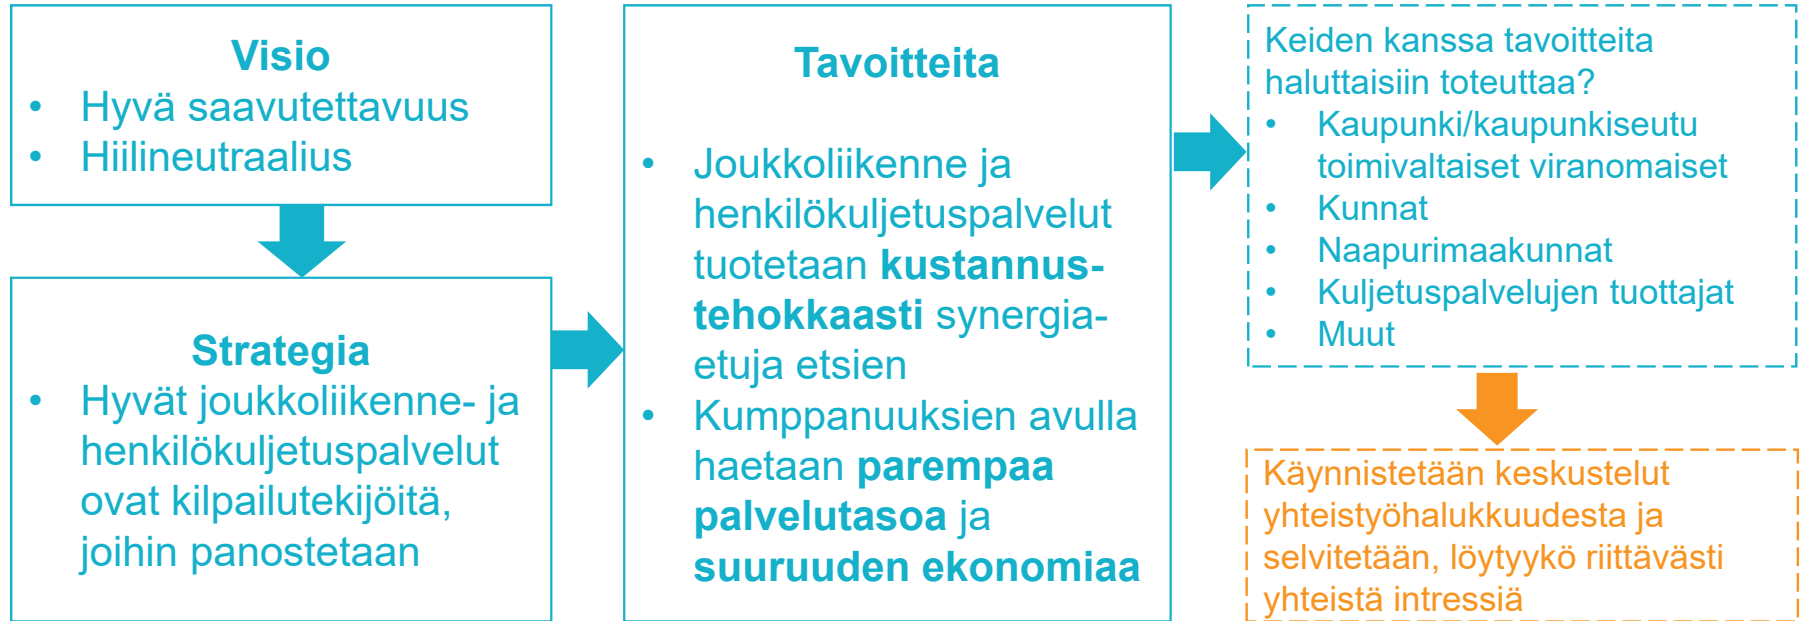 Visio
• Hyvä saavutettavuus
• Hiilineutraalius
Strategia
• Hyvät joukkoliikenne- ja
henkilökuljetuspalvelut
ovat kilpailutekijöitä,
joihin panostetaan
Tavoitteita
• Joukkoliikenne ja
henkilökuljetuspalvelut
tuotetaan kustannus-
tehokkaasti synergia-
etuja etsien
• Kumppanuuksien avulla
haetaan parempaa
palvelutasoa ja
suuruuden ekonomiaa
Keiden kanssa tavoitteita
haluttaisiin toteuttaa?
• Kaupunki/kaupunkiseutu
toimivaltaiset viranomaiset
• Kunnat
• Naapurimaakunnat
• Kuljetuspalvelujen tuottajat
• Muut
Käynnistetään keskustelut
yhteistyöhalukkuudesta ja
selvitetään, löytyykö riittävästi
yhteistä intressiä